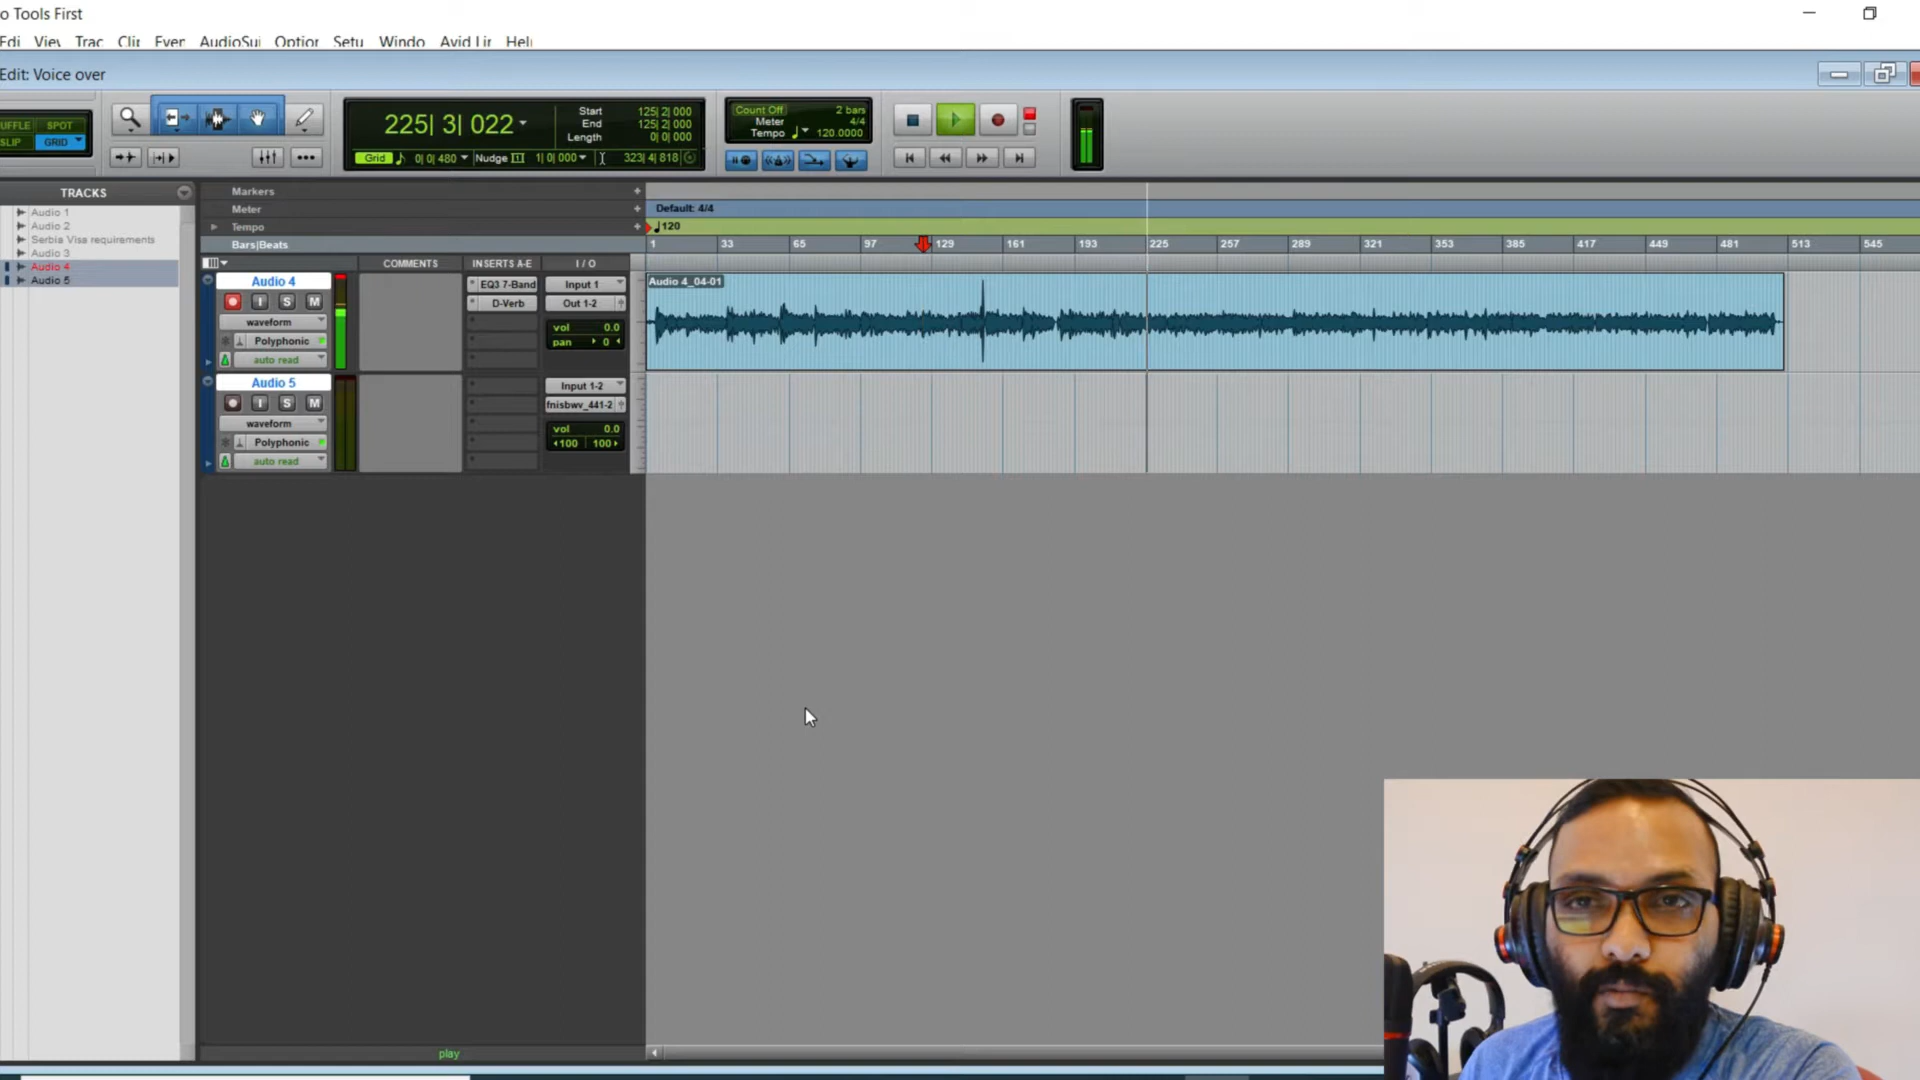 o Tools First
Edi View Trac Clip Even AudioSui Option Setu Windo Avid Lin Help
Edit: Voice over
UFFLE SPOT
SLIP GRID
225| 3| 022
Start 125| 2| 000
End 125| 2| 000
Length 0| 0| 000
Grid 0| 0| 480 Nudge 1| 0| 000 323| 4| 818
Count Off 2 bars
Meter 4/4
Tempo 120.0000
TRACKS
Audio 1
Audio 2
Serbia Visa requirements
Audio 3
Audio 4
Audio 5
Markers
Meter
Tempo
Bars|Beats
Default: 4/4
120
1 33 65 97 129 161 193 225 257 289 321 353 385 417 449 481 513 545
COMMENTS INSERTS A-E I / O
Audio 4
I S M
waveform
Polyphonic
auto read
EQ3 7-Band
D-Verb
Input 1
Out 1-2
vol 0.0
pan 0
Audio 4_04-01
Audio 5
I S M
waveform
Polyphonic
auto read
Input 1-2
fnisbwv_441-2
vol 0.0
100 100
play